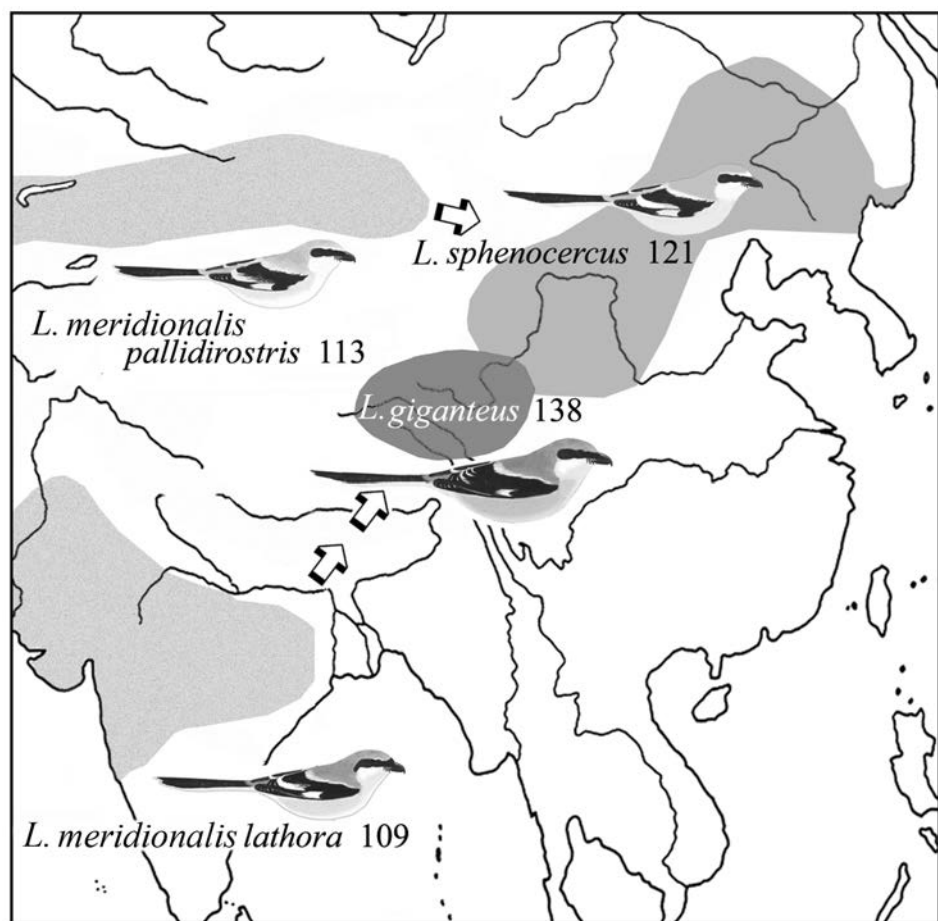 L. sphenocercus 121
L. meridionalis
pallidirostris 113
L. giganteus 138
L. meridionalis lathora 109